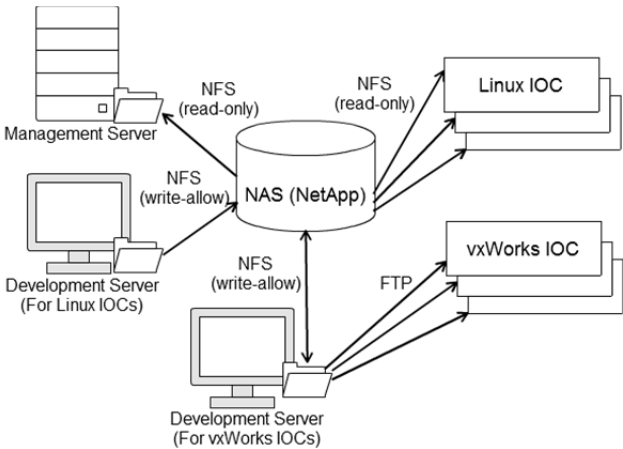 NFS
(read-only)
NFS
(read-only)
Linux IOC
Management Server
NFS
(write-allow)
NAS (NetApp)
vxWorks IOC
Development Server
(For Linux IOCs)
NFS
(write-allow)
FTP
Development Server
(For vxWorks IOCs)